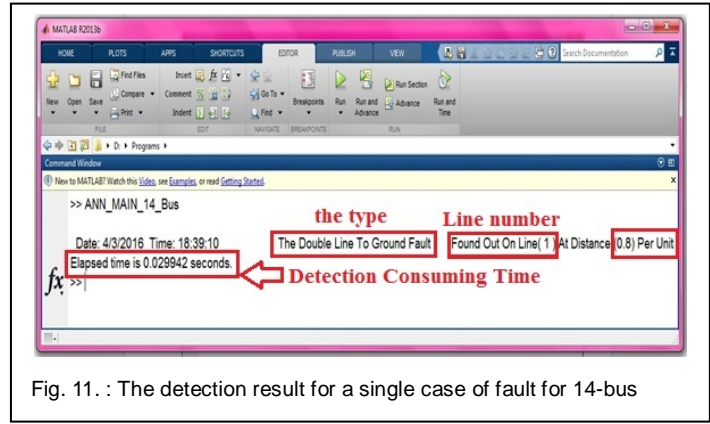 MATLAB R2013b
HOME PLOTS APPS SHORTCUTS EDITOR PUBLISH VIEW Search Documentation
New Open Save Find Files Compare Print
Insert Comment Indent
Go To Find
Breakpoints Run Run and Advance Run Section Advance Run and Time
FILE EDIT NAVIGATE BREAKPOINTS RUN
D: Programs
Command Window
New to MATLAB? Watch this Video, see Examples, or read Getting Started.
>> ANN_MAIN_14_Bus
the type Line number
Date: 4/3/2016 Time: 18:39:10 The Double Line To Ground Fault Found Out On Line( 1 ) At Distance (0.8) Per Unit
Elapsed time is 0.029942 seconds.
Detection Consuming Time
fx >>
Fig. 11. : The detection result for a single case of fault for 14-bus